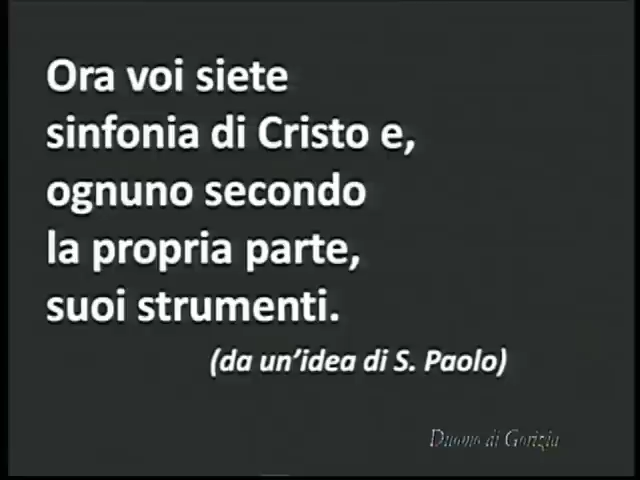 Ora voi siete
sinfonia di Cristo e,
ognuno secondo
la propria parte,
suoi strumenti.
(da un'idea di S. Paolo)
Duomo di Gorizia